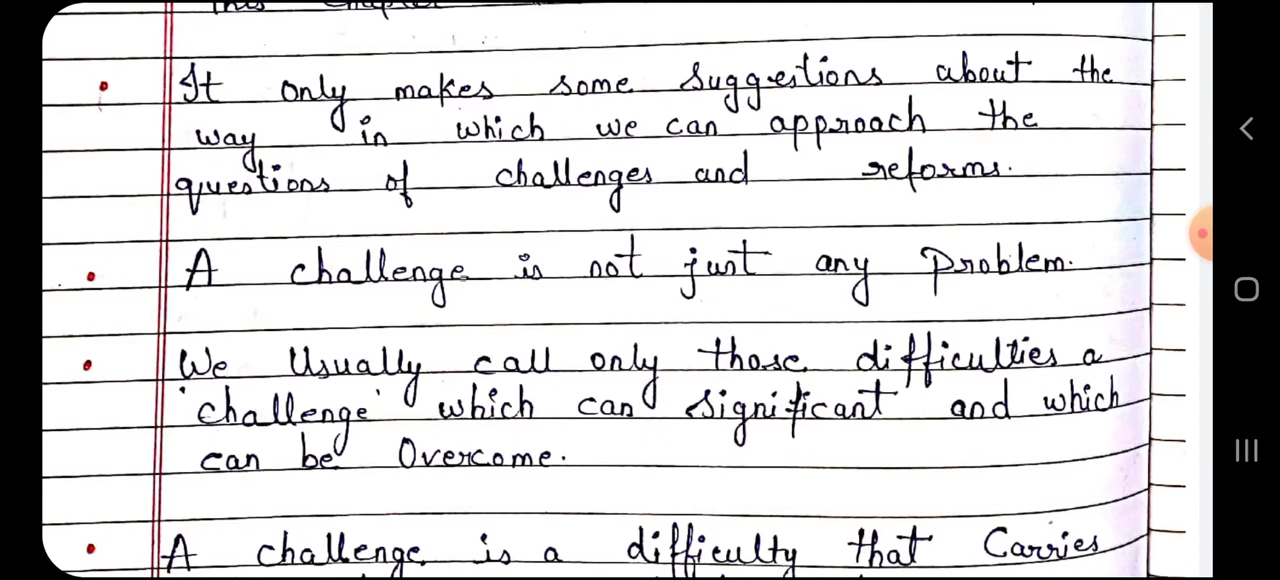 This Chapter
It only makes some suggestions about the
way in which we can approach the
questions of challenges and reforms.
A challenge is not just any Problem.
We Usually call only those difficulties a
'challenge' which can significant and which
can be Overcome.
A challenge is a difficulty that Carries